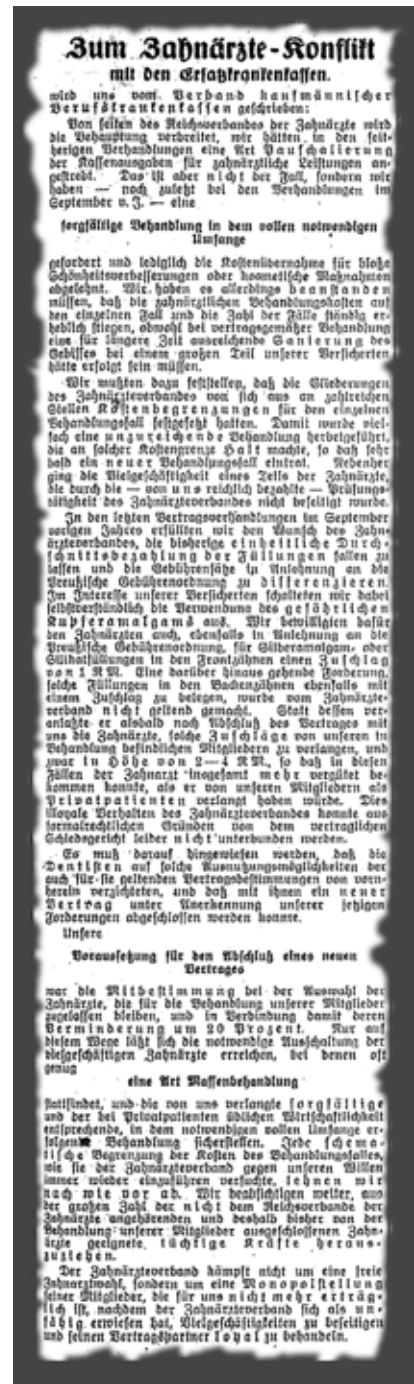 Zum Zahnärzte-Konflikt
mit den Ersatzkrankenkassen.
wird uns vom Verband kaufmännischer
Berufskrankenkassen geschrieben:
Von seiten des Reichsverbandes der Zahnärzte wird
die Behauptung verbreitet, wir hätten in den seit-
herigen Verhandlungen eine Art Pauschalierung
der Kassenausgaben für zahnärztliche Leistungen an-
gestrebt. Das ist aber nicht der Fall, sondern wir
haben — noch zuletzt bei den Verhandlungen im
September v. J. — eine
sorgfältige Behandlung in dem vollen notwendigen
Umfange
gefordert und lediglich die Kostenübernahme für bloße
Schönheitsverbesserungen oder kosmetische Maßnahmen
abgelehnt. Wir haben es allerdings beanstanden
müssen, daß die zahnärztlichen Behandlungskosten auf
den einzelnen Fall und die Zahl der Fälle ständig er-
heblich stiegen, obwohl bei vertragsgemäßer Behandlung
eine für längere Zeit ausreichende Sanierung des
Gebisses bei einem großen Teil unserer Versicherten
hätte erfolgt sein müssen.
Wir mußten dazu feststellen, daß die Gliederungen
des Zahnärzteverbandes von sich aus an zahlreichen
Stellen Kostenbegrenzungen für den einzelnen
Behandlungsfall festgesetzt hatten. Damit wurde viel-
fach eine unzureichende Behandlung herbeigeführt,
die an solcher Kostengrenze Halt machte, so daß sehr
bald ein neuer Behandlungsfall eintrat. Nebenher
ging die Vielgeschäftigkeit eines Teils der Zahnärzte,
die durch die — von uns reichlich bezahlte — Prüfungs-
tätigkeit des Zahnärzteverbandes nicht beseitigt wurde.
In den letzten Vertragsverhandlungen im September
vorigen Jahres erfüllten wir den Wunsch des Zahn-
ärzteverbandes, die bisherige einheitliche Durch-
schnittsbezahlung der Füllungen fallen zu
lassen und die Gebührensätze in Anlehnung an die
Preußische Gebührenordnung zu differenzieren.
Im Interesse unserer Versicherten schalteten wir dabei
selbstverständlich die Verwendung des gefährlichen
Kupferamalgams aus. Wir bewilligten dafür
den Zahnärzten auch, ebenfalls in Anlehnung an die
Preußische Gebührenordnung, für Silberamalgam- oder
Silikatfüllungen in den Frontzähnen einen Zuschlag
von 1 RM. Eine darüber hinaus gehende Forderung,
solche Füllungen in den Backenzähnen ebenfalls mit
einem Zuschlag zu belegen, wurde vom Zahnärzte-
verband nicht geltend gemacht. Statt dessen ver-
anlaßte er alsbald nach Abschluß des Vertrages mit
uns die Zahnärzte, solche Zuschläge von unseren in
Behandlung befindlichen Mitgliedern zu verlangen, und
zwar in Höhe von 2—4 RM., so daß in diesen
Fällen der Zahnarzt insgesamt mehr vergütet be-
kommen konnte, als er von unseren Mitgliedern als
Privatpatienten verlangt haben würde. Dies
illoyale Verhalten des Zahnärzteverbandes konnte aus
formalrechtlichen Gründen von dem vertraglichen
Schiedsgericht leider nicht unterbunden werden.
Es muß darauf hingewiesen werden, daß die
Dentisten auf solche Ausnutzungsmöglichkeiten der
auch für sie geltenden Vertragsbestimmungen von vorn-
herein verzichteten, und daß mit ihnen ein neuer
Vertrag unter Anerkennung unserer jetzigen
Forderungen abgeschlossen werden konnte.
Unsere
Voraussetzung für den Abschluß eines neuen
Vertrages
war die Mitbestimmung bei der Auswahl der
Zahnärzte, die für die Behandlung unserer Mitglieder
zugelassen bleiben, und in Verbindung damit deren
Verminderung um 20 Prozent. Nur auf
diesem Wege läßt sich die notwendige Ausschaltung der
vielgeschäftigen Zahnärzte erreichen, bei denen oft
genug
eine Art Massenbehandlung
stattfindet, und die von uns verlangte sorgfältige
und der bei Privatpatienten üblichen Wirtschaftlichkeit
entsprechende, in dem notwendigen vollen Umfange er-
folgende Behandlung sicherstellen. Jede schema-
tische Begrenzung der Kosten des Behandlungsfalles,
wie sie der Zahnärzteverband gegen unseren Willen
immer wieder einzuführen versuchte, lehnen wir
nach wie vor ab. Wir beabsichtigen weiter, aus
der großen Zahl der nicht dem Reichsverbande der
Zahnärzte angehörenden und deshalb bisher von der
Behandlung unserer Mitglieder ausgeschlossenen Zahn-
ärzte geeignete, tüchtige Kräfte heraus-
zuziehen.
Der Zahnärzteverband kämpft nicht um eine freie
Zahnarztwahl, sondern um eine Monopolstellung
seiner Mitglieder, die für uns nicht mehr erträg-
lich ist, nachdem der Zahnärzteverband sich als un-
fähig erwiesen hat, Vielgeschäftigkeiten zu beseitigen
und seinen Vertragspartner loyal zu behandeln.